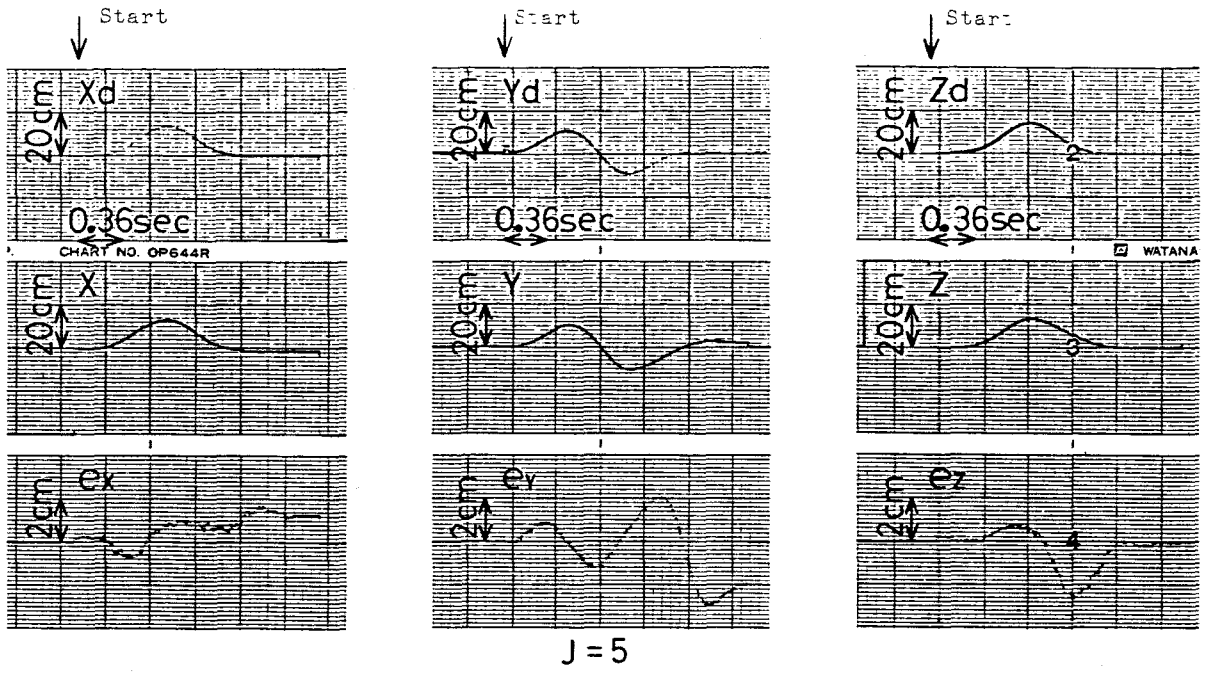 Start
Start
Start
Xd
20cm
0.36sec
Yd
20cm
0.36sec
Zd
20cm
2
0.36sec
CHART NO. OP644R
WATANA
X
20cm
Y
20cm
Z
20cm
3
ex
2cm
eY
2cm
ez
2cm
4
J = 5